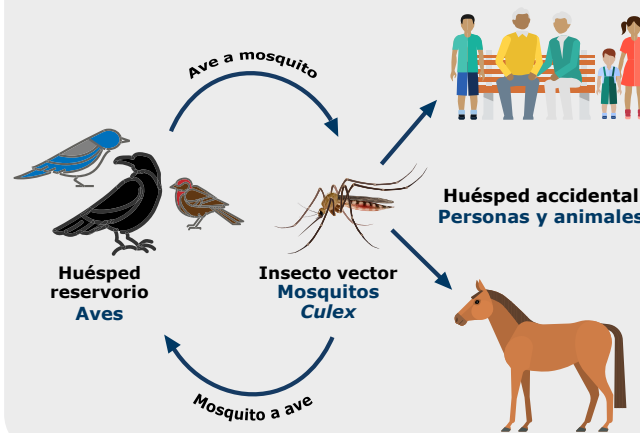 Ave a mosquito
Huésped accidental
Personas y animales
Huésped
reservorio
Aves
Insecto vector
Mosquitos
Culex
Mosquito a ave